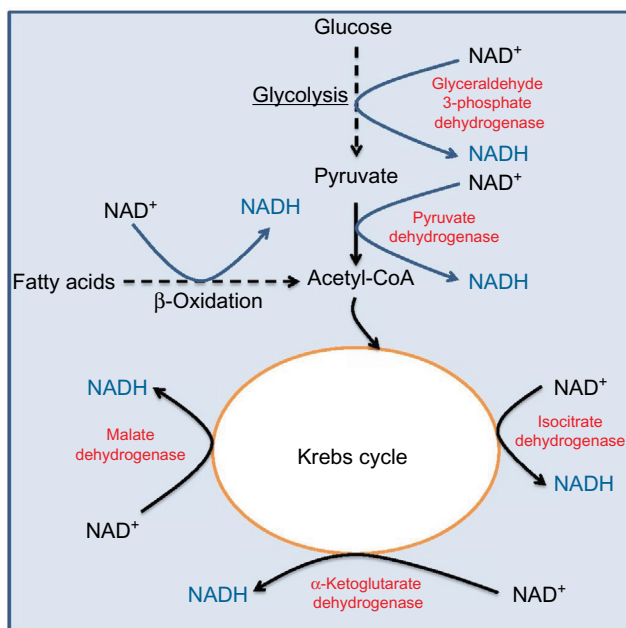 Glucose
NAD⁺
Glycolysis
Glyceraldehyde
3-phosphate
dehydrogenase
NADH
Pyruvate
NAD⁺
NAD⁺
NADH
Pyruvate
dehydrogenase
Fatty acids
Acetyl-CoA
NADH
β-Oxidation
NADH
NAD⁺
Malate
dehydrogenase
Isocitrate
dehydrogenase
Krebs cycle
NADH
NAD⁺
NADH
α-Ketoglutarate
dehydrogenase
NAD⁺